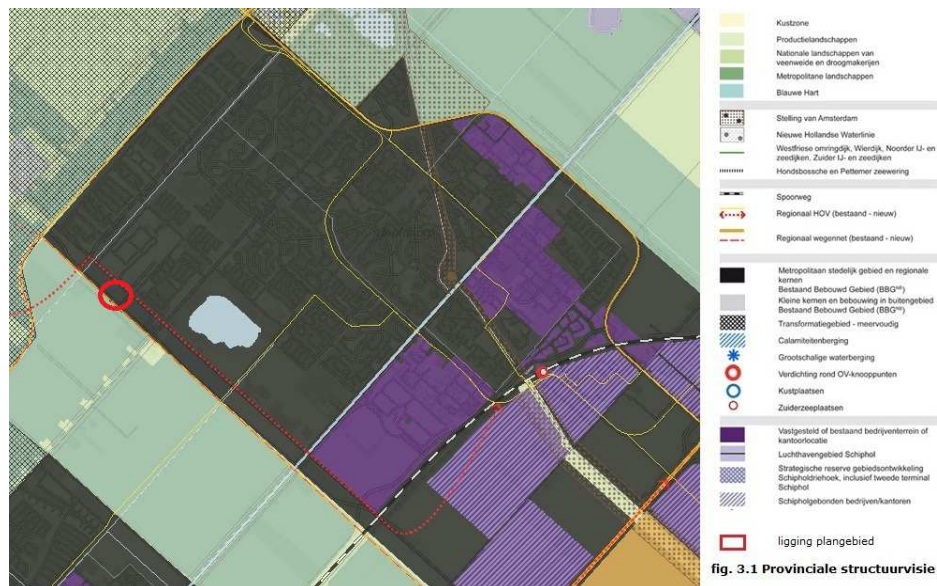 Kustzone
Productielandschappen
Nationale landschappen van
veenweide en droogmakerijen
Metropolitane landschappen
Blauwe Hart
Stelling van Amsterdam
Nieuwe Hollandse Waterlinie
Westfriese omringdijk, Wierdijk, Noorder IJ- en
zeedijken, Zuider IJ- en zeedijken
Hondsbossche en Pettemer zeewering
Spoorweg
Regionaal HOV (bestaand - nieuw)
Regionaal wegennet (bestaand - nieuw)
Metropolitaan stedelijk gebied en regionale
kernen
Bestaand Bebouwd Gebied (BBG)
Kleine kernen en bebouwing in buitengebied
Bestaand Bebouwd Gebied (BBG)
Transformatiegebied - meervoudig
Calamiteitenberging
Grootschalige waterberging
Verdichting rond OV-knooppunten
Kustplaatsen
Zuiderzeeplaatsen
Vastgesteld of bestaand bedrijventerrein of
kantoorlocatie
Luchthavengebied Schiphol
Strategische reserve gebiedsontwikkeling
Schipholdriehoek, inclusief tweede terminal
Schiphol
Schipholgebonden bedrijven/kantoren
ligging plangebied
fig. 3.1 Provinciale structuurvisie